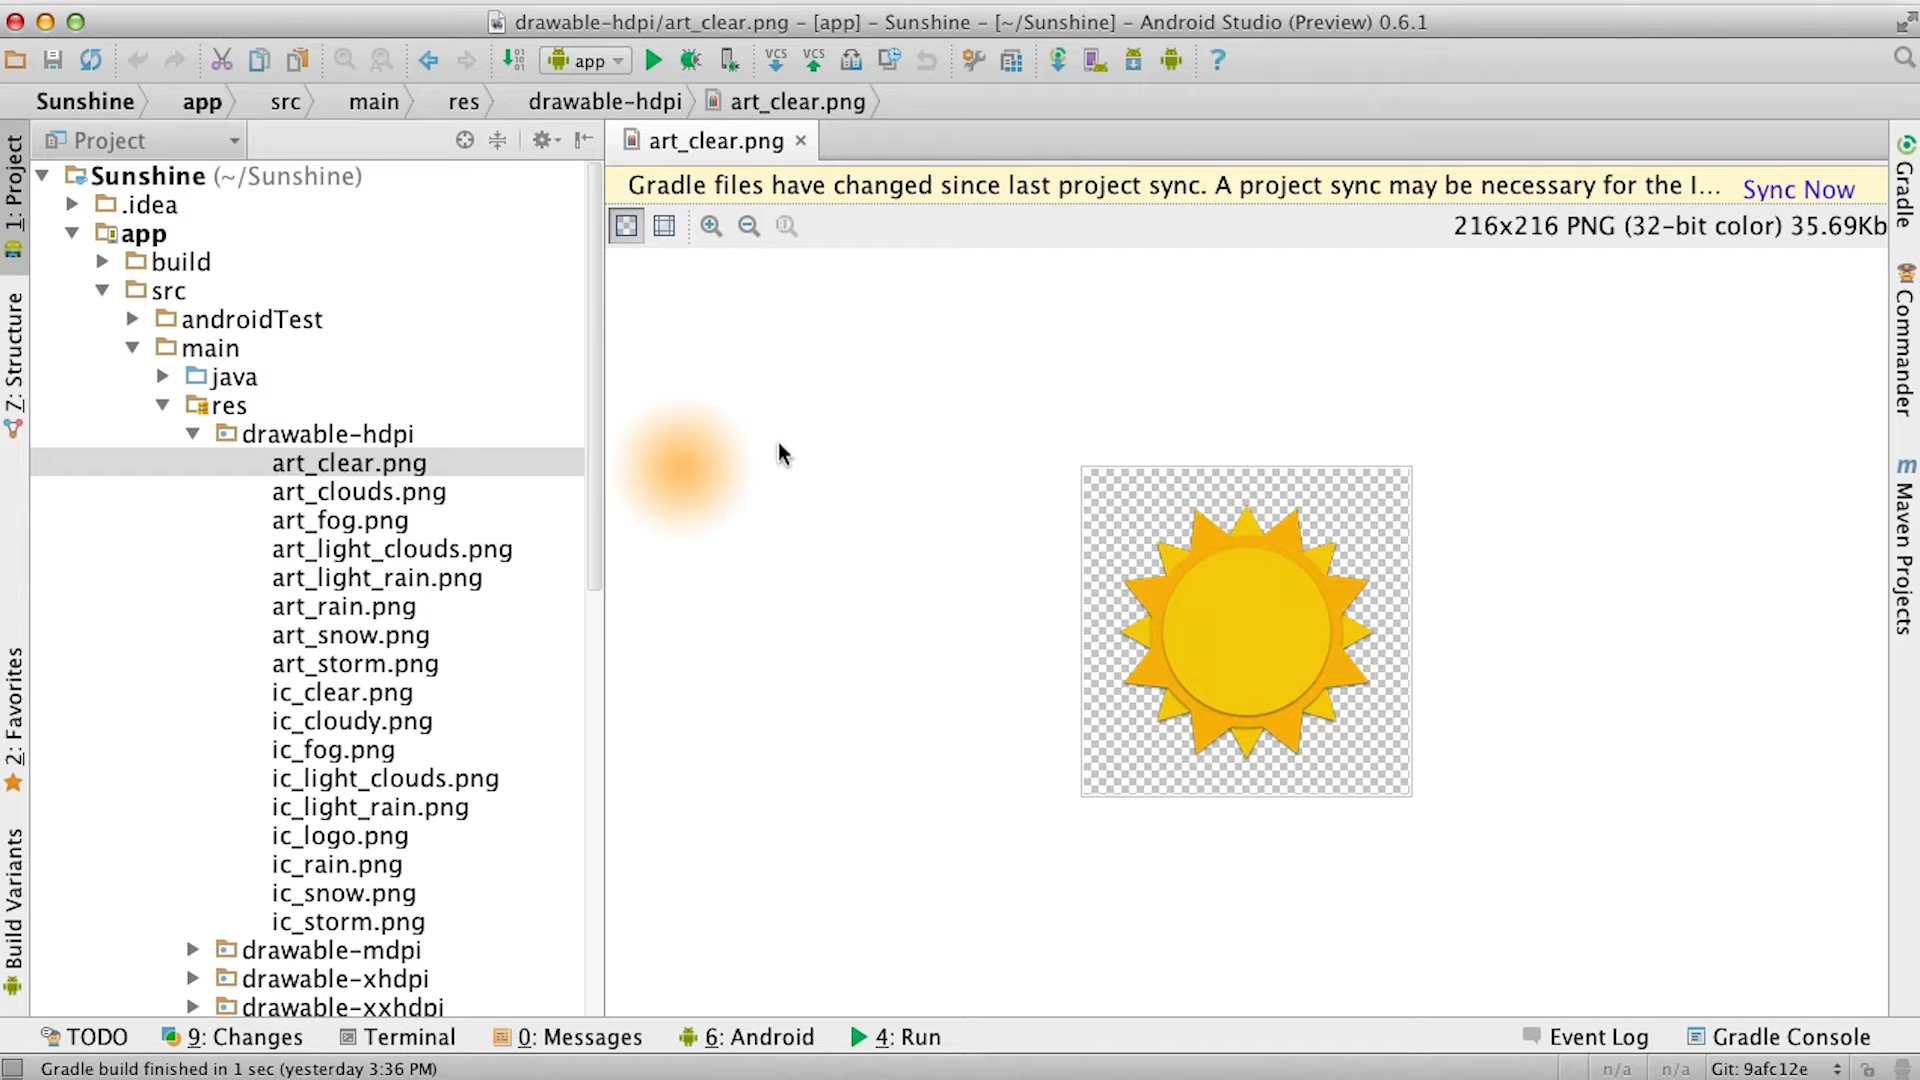 drawable-hdpi/art_clear.png – [app] – Sunshine – [~/Sunshine] – Android Studio (Preview) 0.6.1
app
VCS VCS
?
Sunshine app src main res drawable-hdpi art_clear.png
Project
art_clear.png ×
Gradle files have changed since last project sync. A project sync may be necessary for the I... Sync Now
216x216 PNG (32-bit color) 35.69Kb
Sunshine (~/Sunshine)
.idea
app
build
src
androidTest
main
java
res
drawable-hdpi
art_clear.png
art_clouds.png
art_fog.png
art_light_clouds.png
art_light_rain.png
art_rain.png
art_snow.png
art_storm.png
ic_clear.png
ic_cloudy.png
ic_fog.png
ic_light_clouds.png
ic_light_rain.png
ic_logo.png
ic_rain.png
ic_snow.png
ic_storm.png
drawable-mdpi
drawable-xhdpi
drawable-xxhdpi
1: Project
7: Structure
2: Favorites
Build Variants
Gradle
Commander
m Maven Projects
TODO 9: Changes Terminal 0: Messages 6: Android 4: Run Event Log Gradle Console
Gradle build finished in 1 sec (yesterday 3:36 PM) n/a n/a Git: 9afc12e